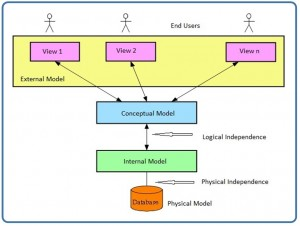 End Users
View 1
View 2
View n
External Model
Conceptual Model
Logical Independence
Internal Model
Physical Independence
Database
Physical Model